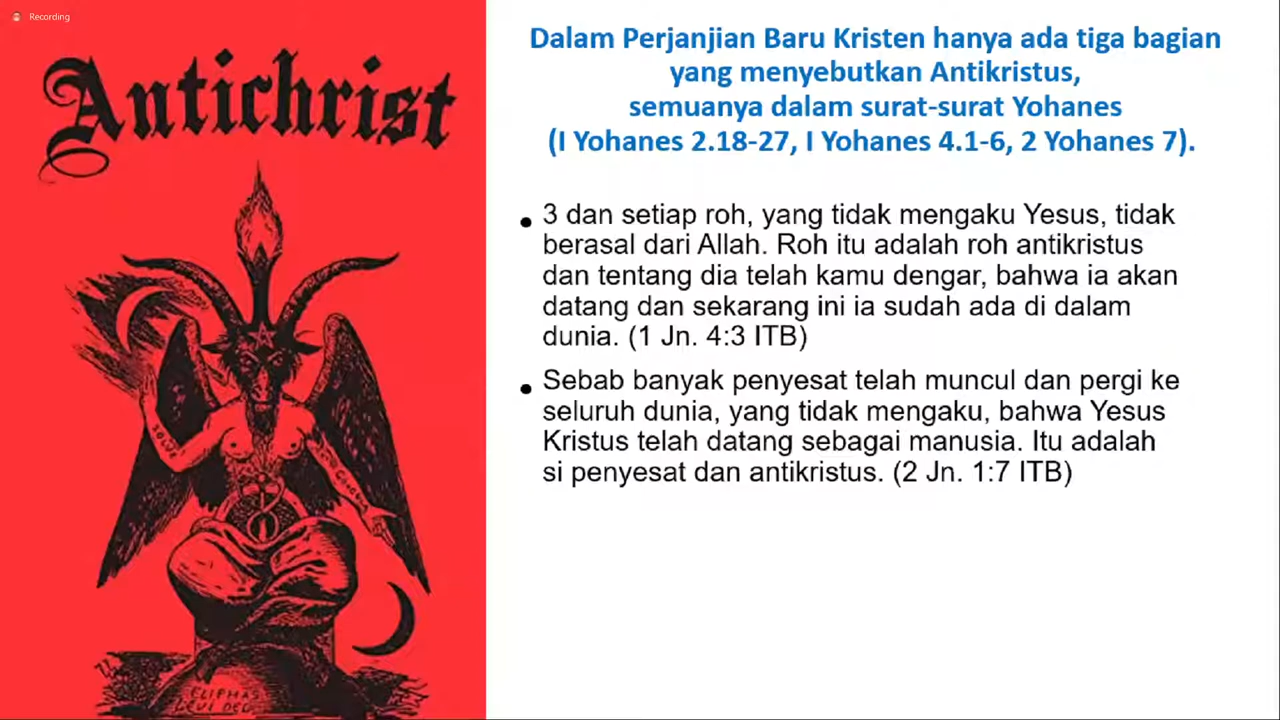 Recording
Antichrist
ELIPHAS
Dalam Perjanjian Baru Kristen hanya ada tiga bagian
yang menyebutkan Antikristus,
semuanya dalam surat-surat Yohanes
(I Yohanes 2.18-27, I Yohanes 4.1-6, 2 Yohanes 7).
• 3 dan setiap roh, yang tidak mengaku Yesus, tidak
berasal dari Allah. Roh itu adalah roh antikristus
dan tentang dia telah kamu dengar, bahwa ia akan
datang dan sekarang ini ia sudah ada di dalam
dunia. (1 Jn. 4:3 ITB)
• Sebab banyak penyesat telah muncul dan pergi ke
seluruh dunia, yang tidak mengaku, bahwa Yesus
Kristus telah datang sebagai manusia. Itu adalah
si penyesat dan antikristus. (2 Jn. 1:7 ITB)